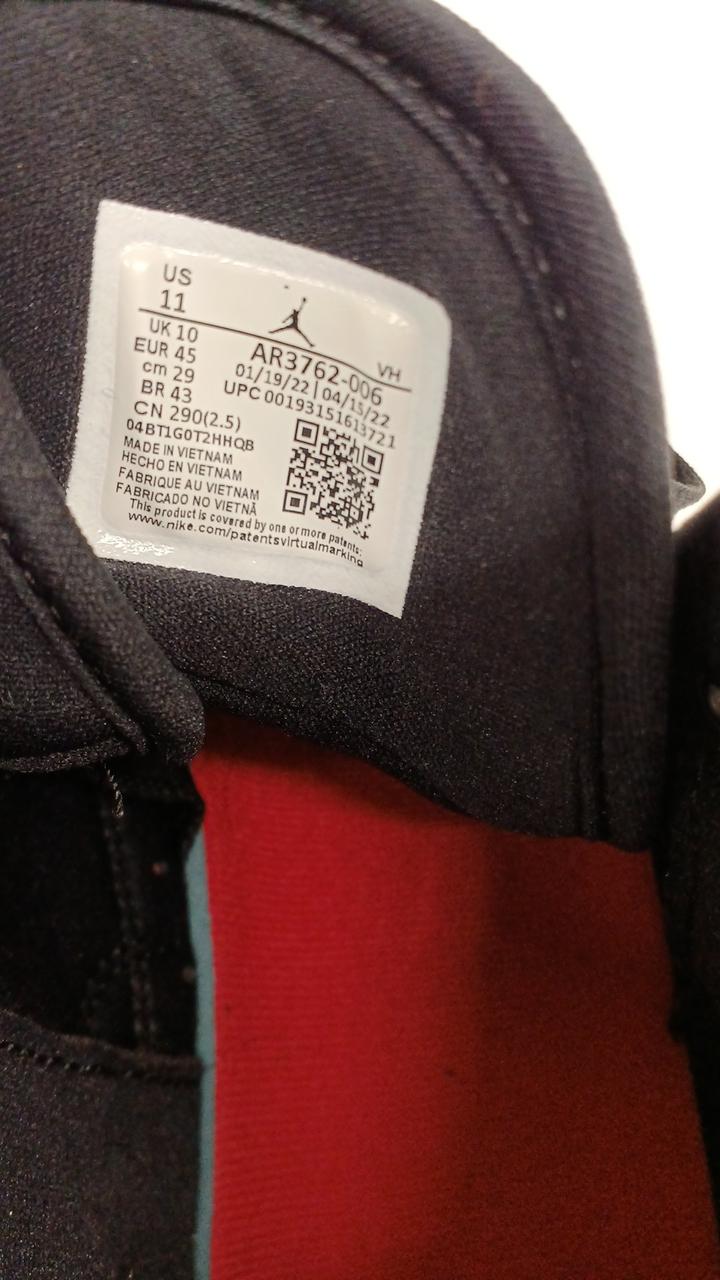 US
11
UK 10
EUR 45
cm 29
BR 43
CN 290(2.5)
AR3762-006
VH
01/19/22 | 04/15/22
UPC 00193151613721
04BT1G0T2HHQB
MADE IN VIETNAM
HECHO EN VIETNAM
FABRIQUE AU VIETNAM
FABRICADO NO VIETNÃ
This product is covered by one or more patents:
www.nike.com/patentsvirtualmarking